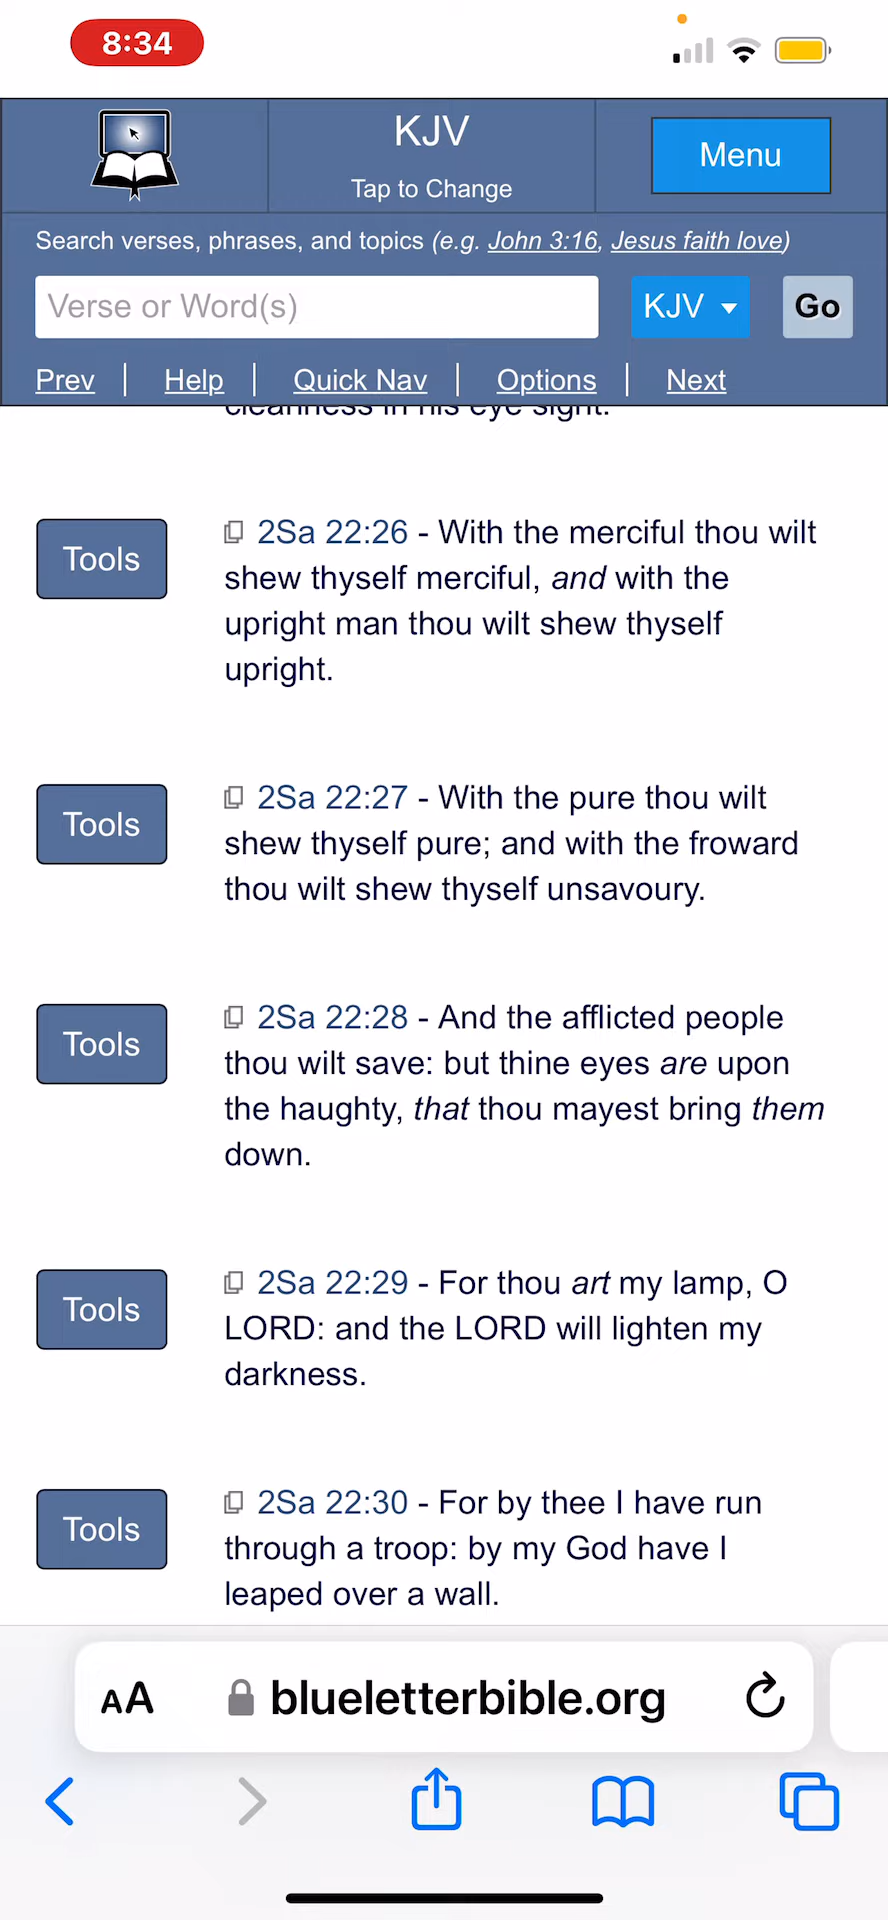 8:34
KJV
Tap to Change
Menu
Search verses, phrases, and topics (e.g. John 3:16, Jesus faith love)
Verse or Word(s)
KJV
Go
Prev | Help | Quick Nav | Options | Next
cleanness in his eye sight.
Tools
2Sa 22:26 - With the merciful thou wilt
shew thyself merciful, and with the
upright man thou wilt shew thyself
upright.
Tools
2Sa 22:27 - With the pure thou wilt
shew thyself pure; and with the froward
thou wilt shew thyself unsavoury.
Tools
2Sa 22:28 - And the afflicted people
thou wilt save: but thine eyes are upon
the haughty, that thou mayest bring them
down.
Tools
2Sa 22:29 - For thou art my lamp, O
LORD: and the LORD will lighten my
darkness.
Tools
2Sa 22:30 - For by thee I have run
through a troop: by my God have I
leaped over a wall.
AA
blueletterbible.org